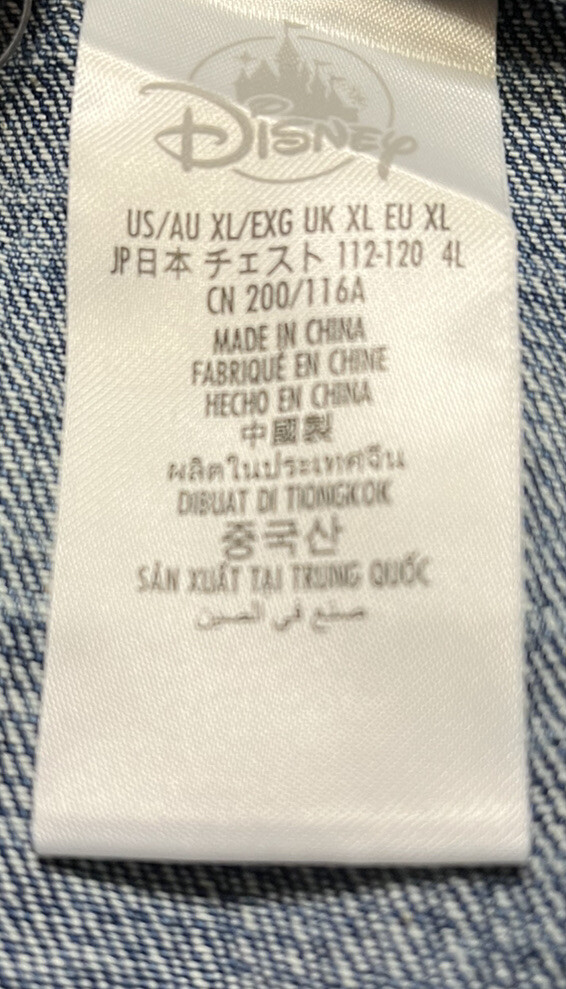 Disney
US/AU XL/EXG UK XL EU XL
JP日本 チェスト 112-120 4L
CN 200/116A
MADE IN CHINA
FABRIQUÉ EN CHINE
HECHO EN CHINA
中國製
ผลิตในประเทศจีน
DIBUAT DI TIONGKOK
중국산
SẢN XUẤT TẠI TRUNG QUỐC
صنع في الصين